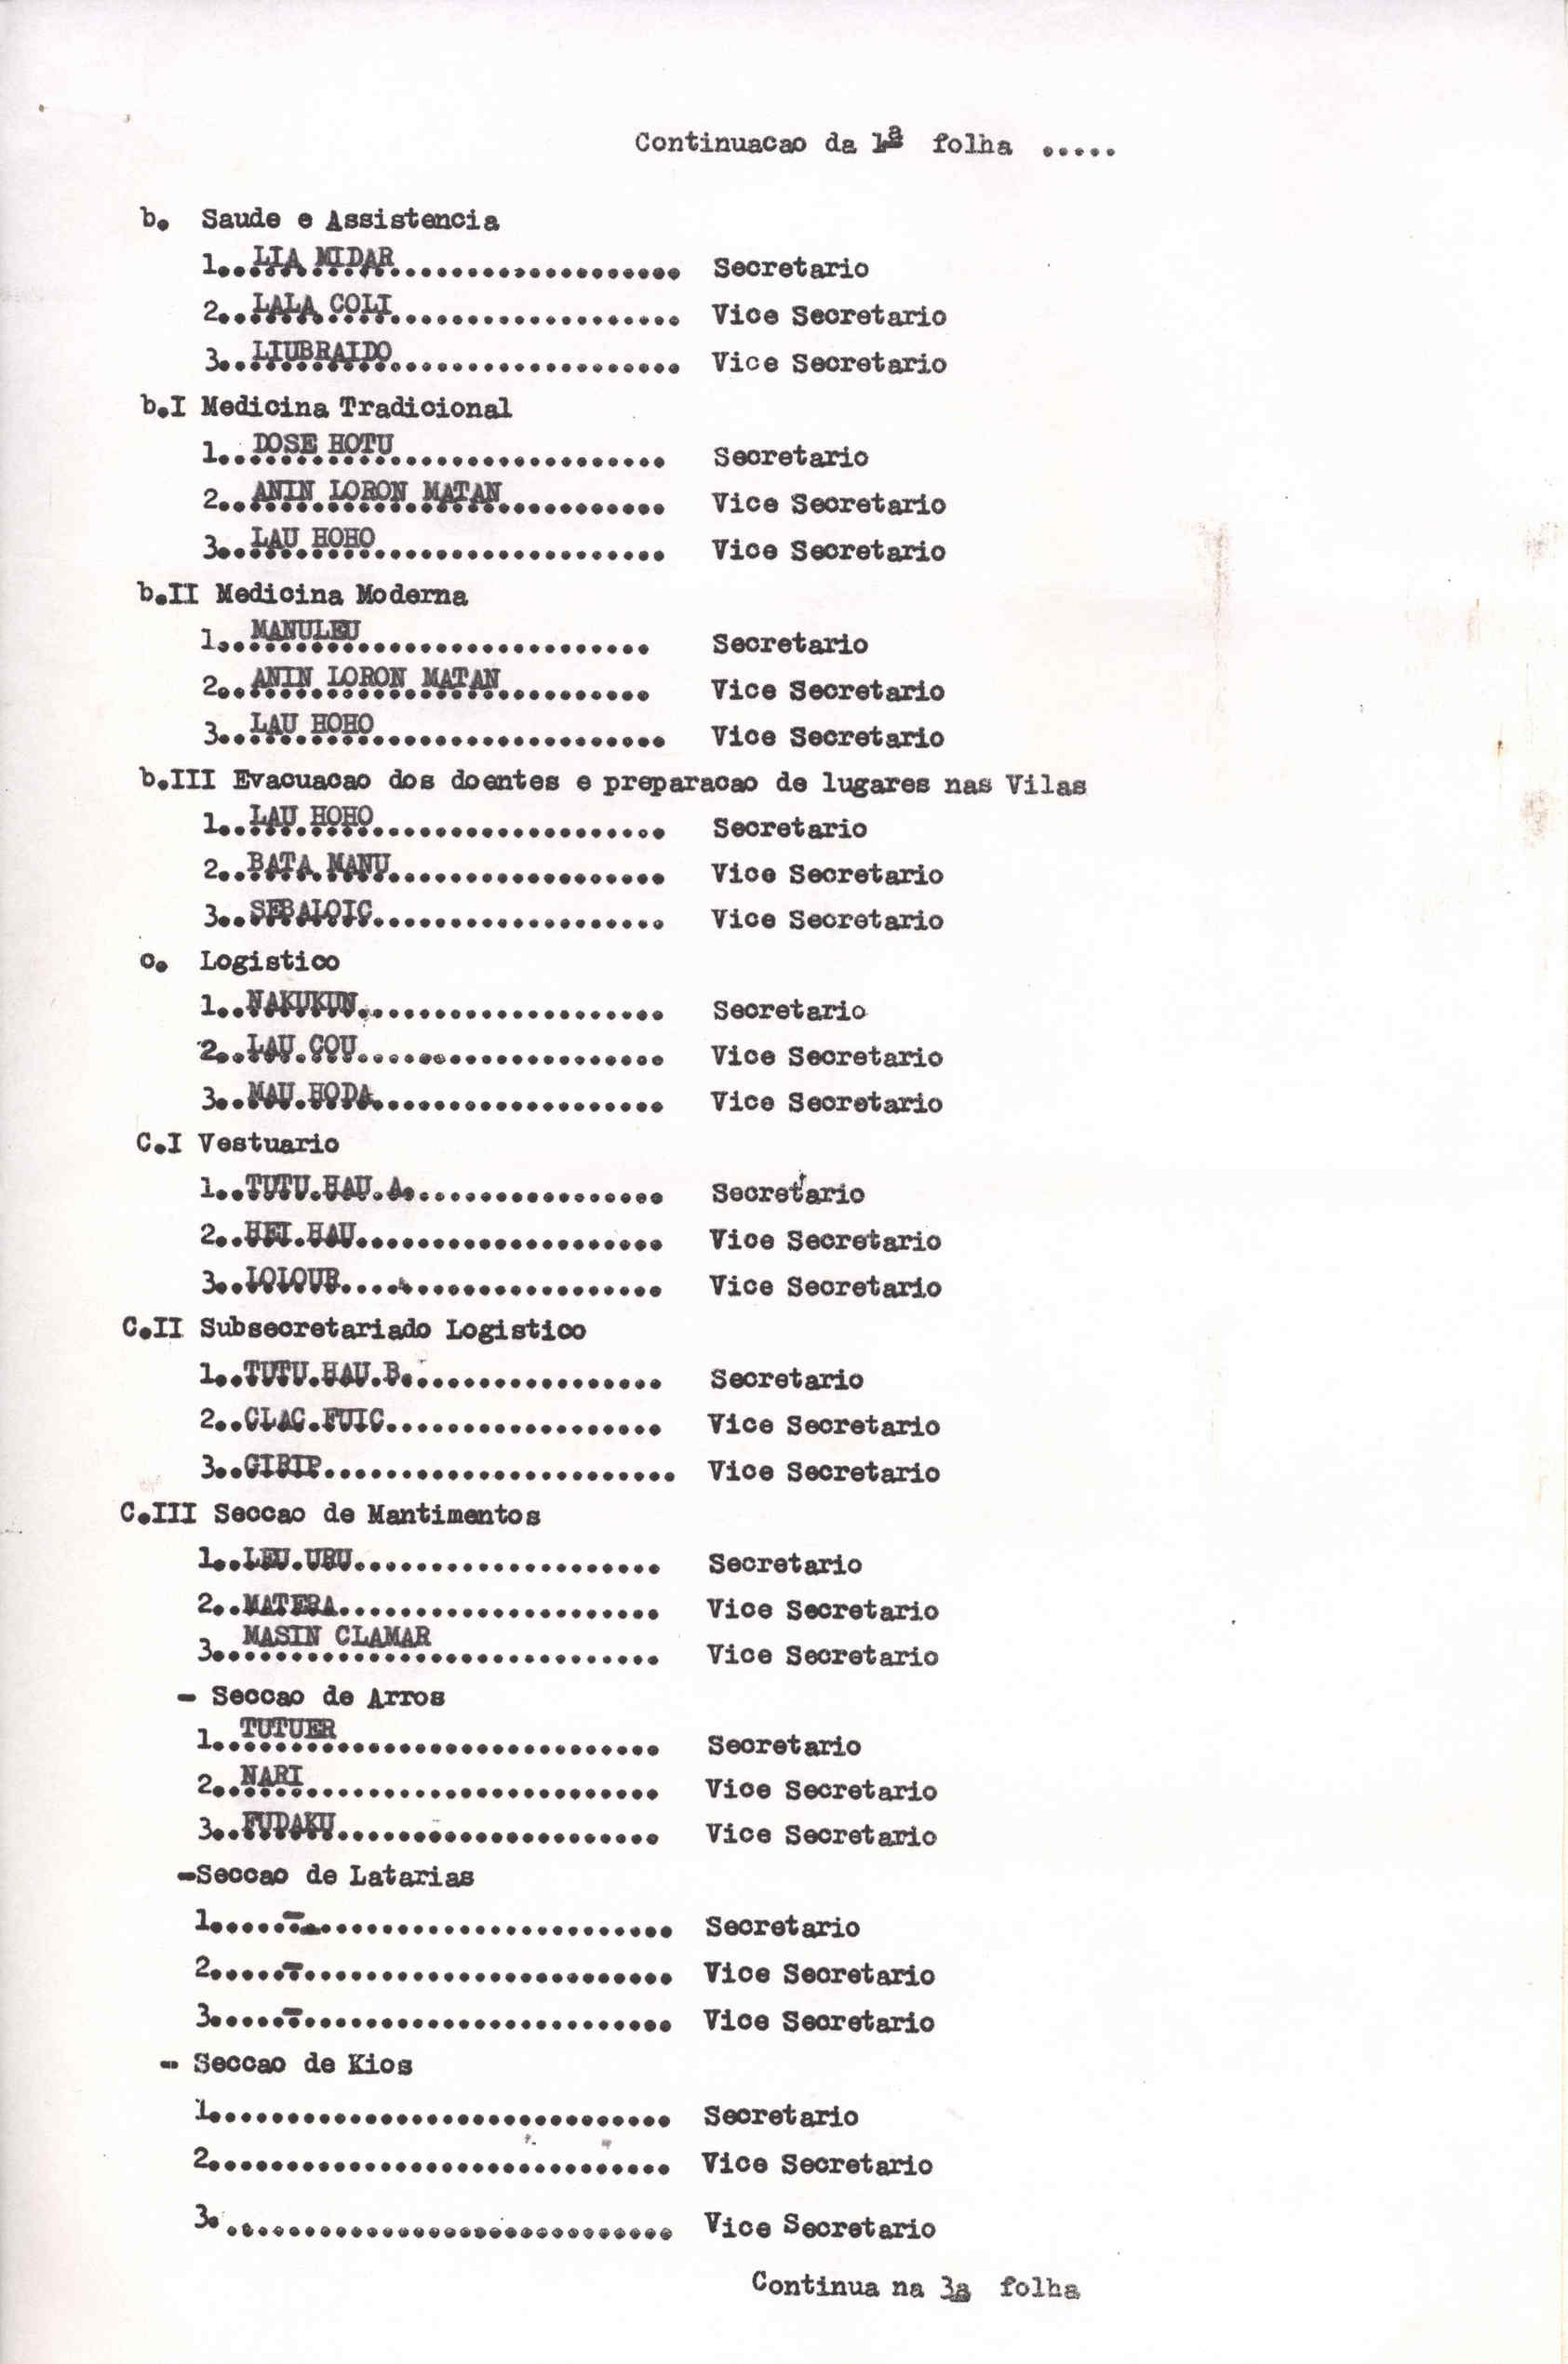 Continuacao da 1ª folha .....
b. Saude e Assistencia
1..LIA MIDAR.................... Secretario
2..LALA COLI.................... Vice Secretario
3..LIUBRAIDO.................... Vice Secretario
b.I Medicina Tradicional
1..DOSE HOTU.................... Secretario
2..ANIN LORON MATAN............. Vice Secretario
3..LAU HOHO..................... Vice Secretario
b.II Medicina Moderna
1..MANULEU...................... Secretario
2..ANIN LORON MATAN............. Vice Secretario
3..LAU HOHO..................... Vice Secretario
b.III Evacuacao dos doentes e preparacao de lugares nas Vilas
1..LAU HOHO..................... Secretario
2..BATA MANU.................... Vice Secretario
3..SEBALOIC..................... Vice Secretario
c. Logistico
1..NAKUKUN...................... Secretario
2..LAU COU...................... Vice Secretario
3..MAU HODA..................... Vice Secretario
C.I Vestuario
1..TUTU HAU A................... Secretario
2..HEI HAU...................... Vice Secretario
3..LOLOUR....................... Vice Secretario
C.II Subsecretariado Logistico
1..TUTU HAU B................... Secretario
2..CLAC FUIC.................... Vice Secretario
3..GIRIP........................ Vice Secretario
C.III Seccao de Mantimentos
1..LEU URU...................... Secretario
2..MATERA....................... Vice Secretario
3..MASIN CLAMAR................. Vice Secretario
- Seccao de Arros
1..TUTUER....................... Secretario
2..NARI......................... Vice Secretario
3..FUDAKU....................... Vice Secretario
-Seccao de Latarias
1......-........................ Secretario
2......-........................ Vice Secretario
3......-........................ Vice Secretario
- Seccao de Kios
1.............................. Secretario
2.............................. Vice Secretario
3. ............................. Vice Secretario
Continua na 3a folha